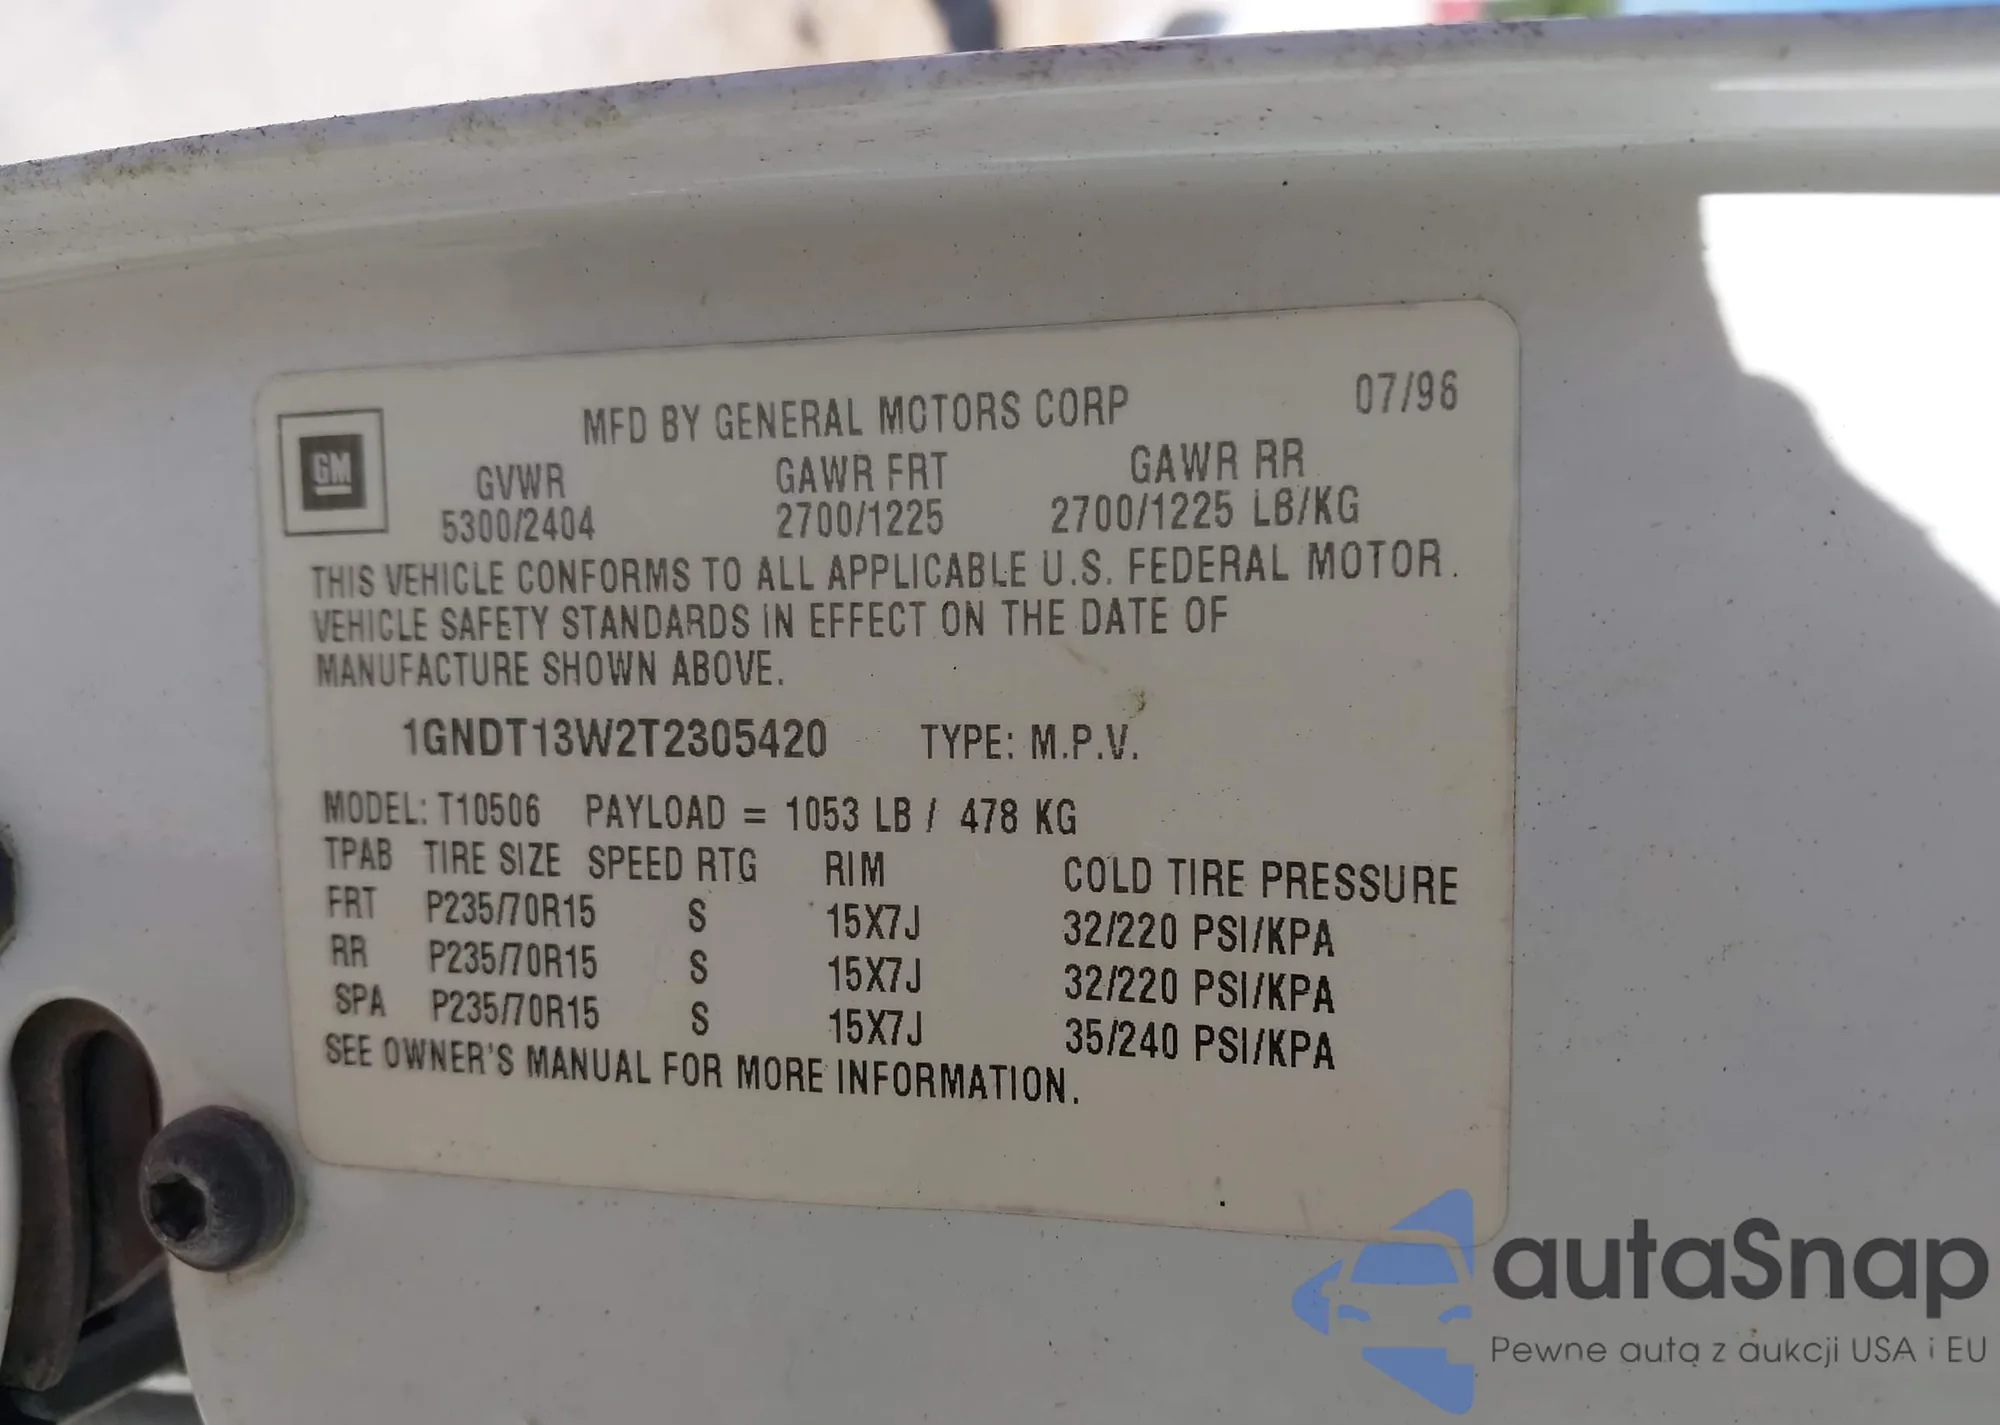 GM
MFD BY GENERAL MOTORS CORP 07/96
GVWR GAWR FRT GAWR RR
5300/2404 2700/1225 2700/1225 LB/KG
THIS VEHICLE CONFORMS TO ALL APPLICABLE U.S. FEDERAL MOTOR.
VEHICLE SAFETY STANDARDS IN EFFECT ON THE DATE OF
MANUFACTURE SHOWN ABOVE.
1GNDT13W2T2305420 TYPE: M.P.V.
MODEL: T10506 PAYLOAD = 1053 LB / 478 KG
TPAB TIRE SIZE SPEED RTG RIM COLD TIRE PRESSURE
FRT P235/70R15 S 15X7J 32/220 PSI/KPA
RR P235/70R15 S 15X7J 32/220 PSI/KPA
SPA P235/70R15 S 15X7J 35/240 PSI/KPA
SEE OWNER'S MANUAL FOR MORE INFORMATION.
autaSnap
Pewne auta z aukcji USA i EU